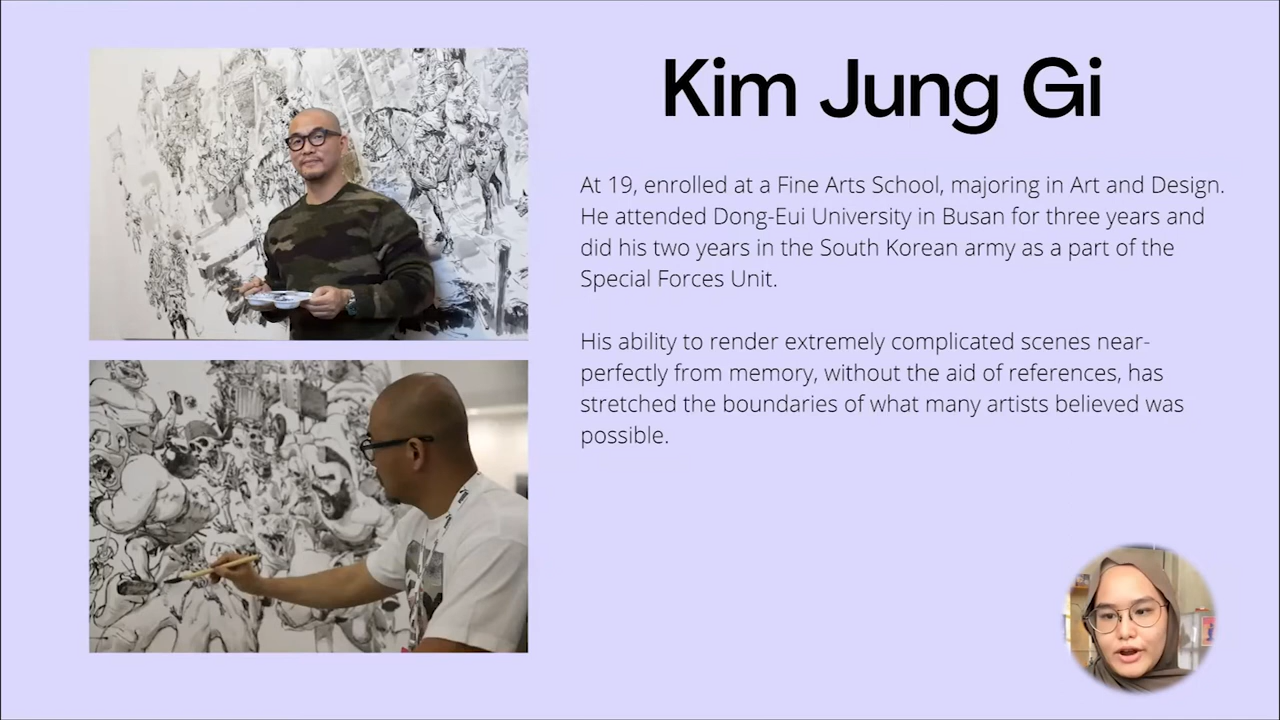 Kim Jung Gi
At 19, enrolled at a Fine Arts School, majoring in Art and Design.
He attended Dong-Eui University in Busan for three years and
did his two years in the South Korean army as a part of the
Special Forces Unit.
His ability to render extremely complicated scenes near-
perfectly from memory, without the aid of references, has
stretched the boundaries of what many artists believed was
possible.